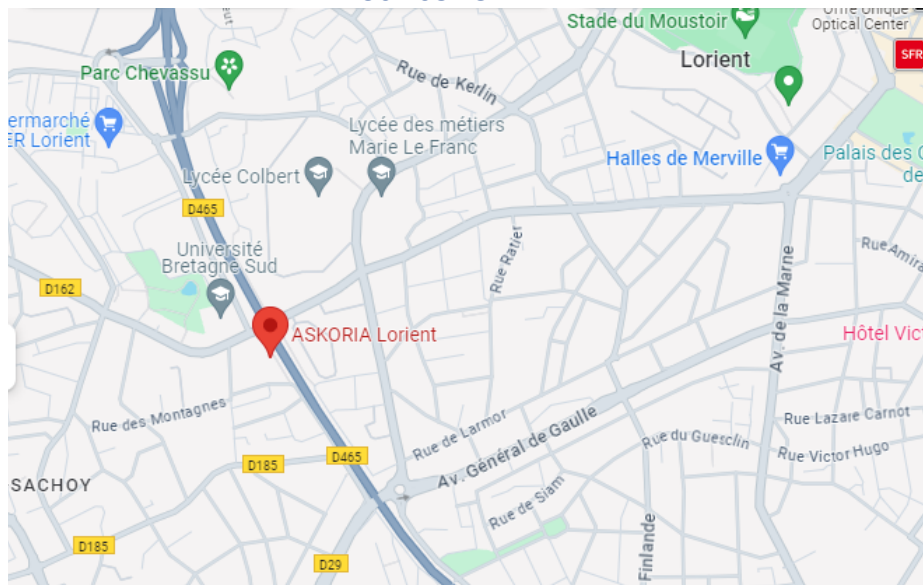 Stade du Moustoir
Offre Unique
Optical Center
SFR
Lorient
Parc Chevassu
Rue de Kerlin
ermarché
ER Lorient
Lycée des métiers
Marie Le Franc
Halles de Merville
Palais des C
de
Lycée Colbert
D465
Rue Ratier
Université
Bretagne Sud
Rue Amira
D162
Av. de la Marne
ASKORIA Lorient
Hôtel Vict
Rue des Montagnes
Rue de Larmor
Av. Général de Gaulle
Rue Lazare Carnot
Rue du Guesclin
Rue Victor Hugo
D465
D185
SACHOY
Rue de Siam
Finlande
D185
D29